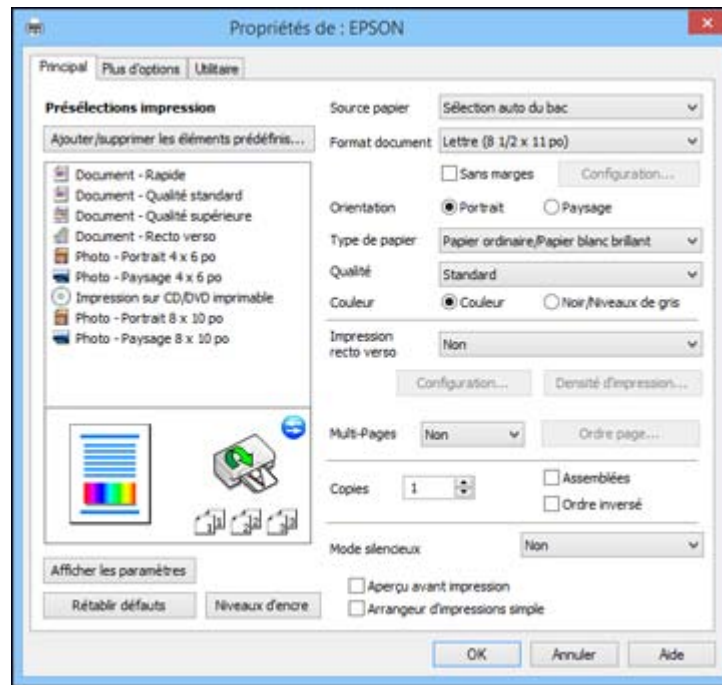 Propriétés de : EPSON
Principal Plus d'options Utilitaire
Présélections impression
Ajouter/supprimer les éléments prédéfinis...
Document - Rapide
Document - Qualité standard
Document - Qualité supérieure
Document - Recto verso
Photo - Portrait 4 x 6 po
Photo - Paysage 4 x 6 po
Impression sur CD/DVD imprimable
Photo - Portrait 8 x 10 po
Photo - Paysage 8 x 10 po
Afficher les paramètres
Rétablir défauts Niveaux d'encre
Source papier Sélection auto du bac
Format document Lettre (8 1/2 x 11 po)
Sans marges Configuration...
Orientation Portrait Paysage
Type de papier Papier ordinaire/Papier blanc brillant
Qualité Standard
Couleur Couleur Noir/Niveaux de gris
Impression
recto verso Non
Configuration... Densité d'impression...
Multi-Pages Non Ordre page...
Copies 1 Assemblées
Ordre inversé
Mode silencieux Non
Aperçu avant impression
Arrangeur d'impressions simple
OK Annuler Aide